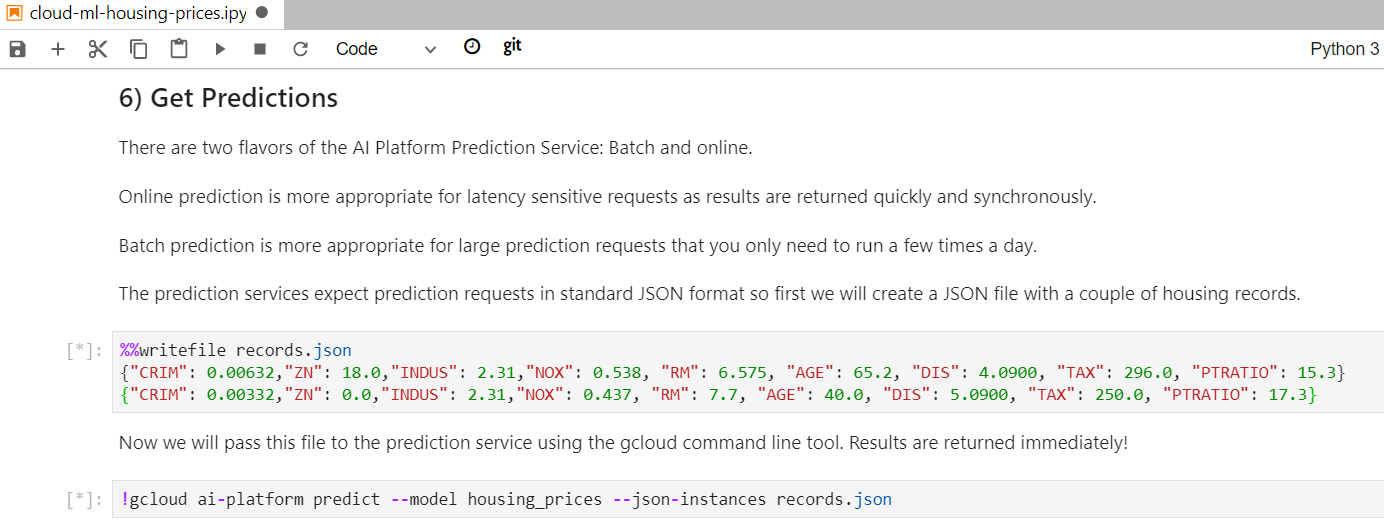 cloud-ml-housing-prices.ipy
Code
git
Python 3
6) Get Predictions
There are two flavors of the AI Platform Prediction Service: Batch and online.
Online prediction is more appropriate for latency sensitive requests as results are returned quickly and synchronously.
Batch prediction is more appropriate for large prediction requests that you only need to run a few times a day.
The prediction services expect prediction requests in standard JSON format so first we will create a JSON file with a couple of housing records.
[*]: %%writefile records.json
{"CRIM": 0.00632,"ZN": 18.0,"INDUS": 2.31,"NOX": 0.538, "RM": 6.575, "AGE": 65.2, "DIS": 4.0900, "TAX": 296.0, "PTRATIO": 15.3}
{"CRIM": 0.00332,"ZN": 0.0,"INDUS": 2.31,"NOX": 0.437, "RM": 7.7, "AGE": 40.0, "DIS": 5.0900, "TAX": 250.0, "PTRATIO": 17.3}
Now we will pass this file to the prediction service using the gcloud command line tool. Results are returned immediately!
[*]: !gcloud ai-platform predict --model housing_prices --json-instances records.json